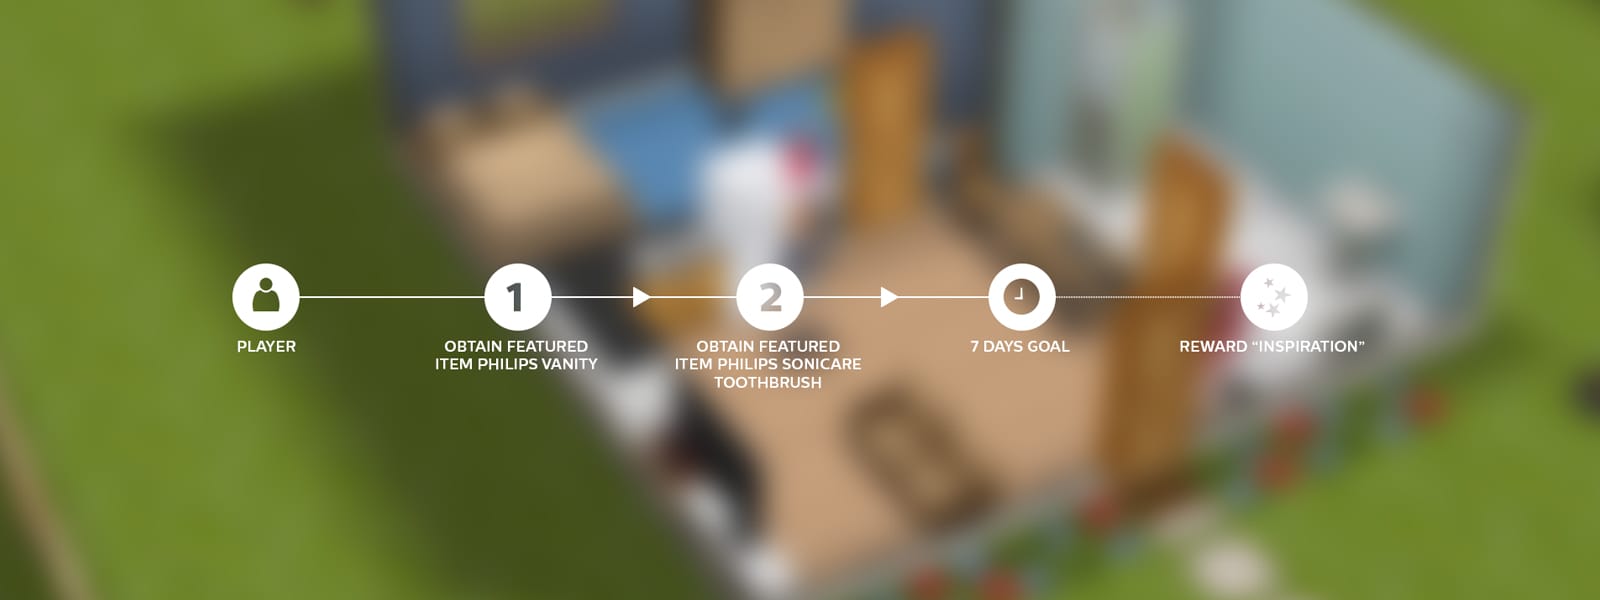 1
2
PLAYER
OBTAIN FEATURED
ITEM PHILIPS VANITY
OBTAIN FEATURED
ITEM PHILIPS SONICARE
TOOTHBRUSH
7 DAYS GOAL
REWARD “INSPIRATION”